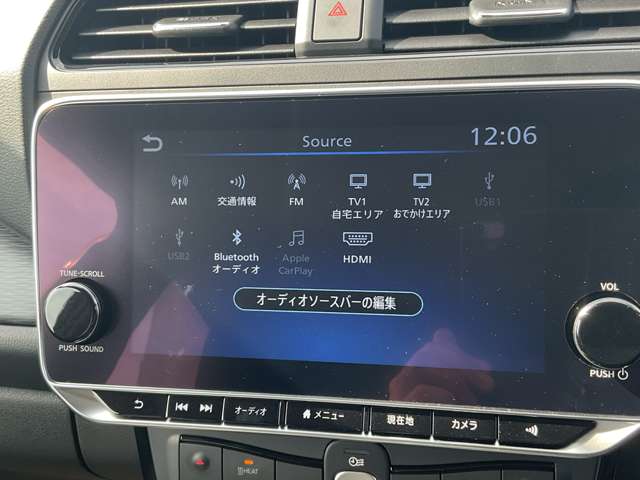 Source
12:06
AM 交通情報 FM TV1 TV2 USB1
自宅エリア おでかけエリア
USB2 Bluetooth Apple HDMI
オーディオ CarPlay
オーディオソースバーの編集
TUNE·SCROLL
PUSH SOUND
VOL
PUSH
オーディオ メニュー 現在地 カメラ
HEAT